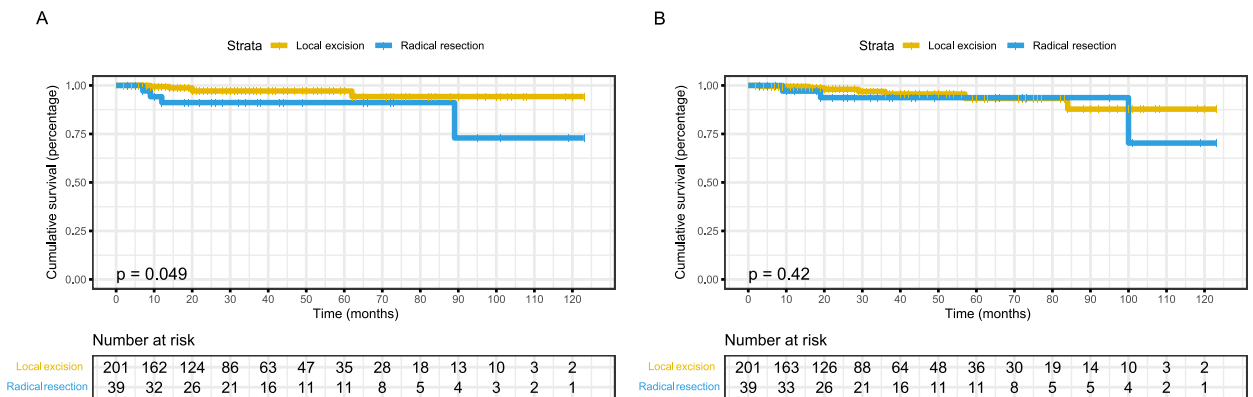 A
Strata Local excision Radical resection
Cumulative survival (percentage)
1.00
0.75
0.50
0.25
0.00
p = 0.049
0 10 20 30 40 50 60 70 80 90 100 110 120
Time (months)
Number at risk
Local excision 201 162 124 86 63 47 35 28 18 13 10 3 2
Radical resection 39 32 26 21 16 11 11 8 5 4 3 2 1
B
Strata Local excision Radical resection
Cumulative survival (percentage)
1.00
0.75
0.50
0.25
0.00
p = 0.42
0 10 20 30 40 50 60 70 80 90 100 110 120
Time (months)
Number at risk
Local excision 201 163 126 88 64 48 36 30 19 14 10 3 2
Radical resection 39 33 26 21 16 11 11 8 5 5 4 2 1